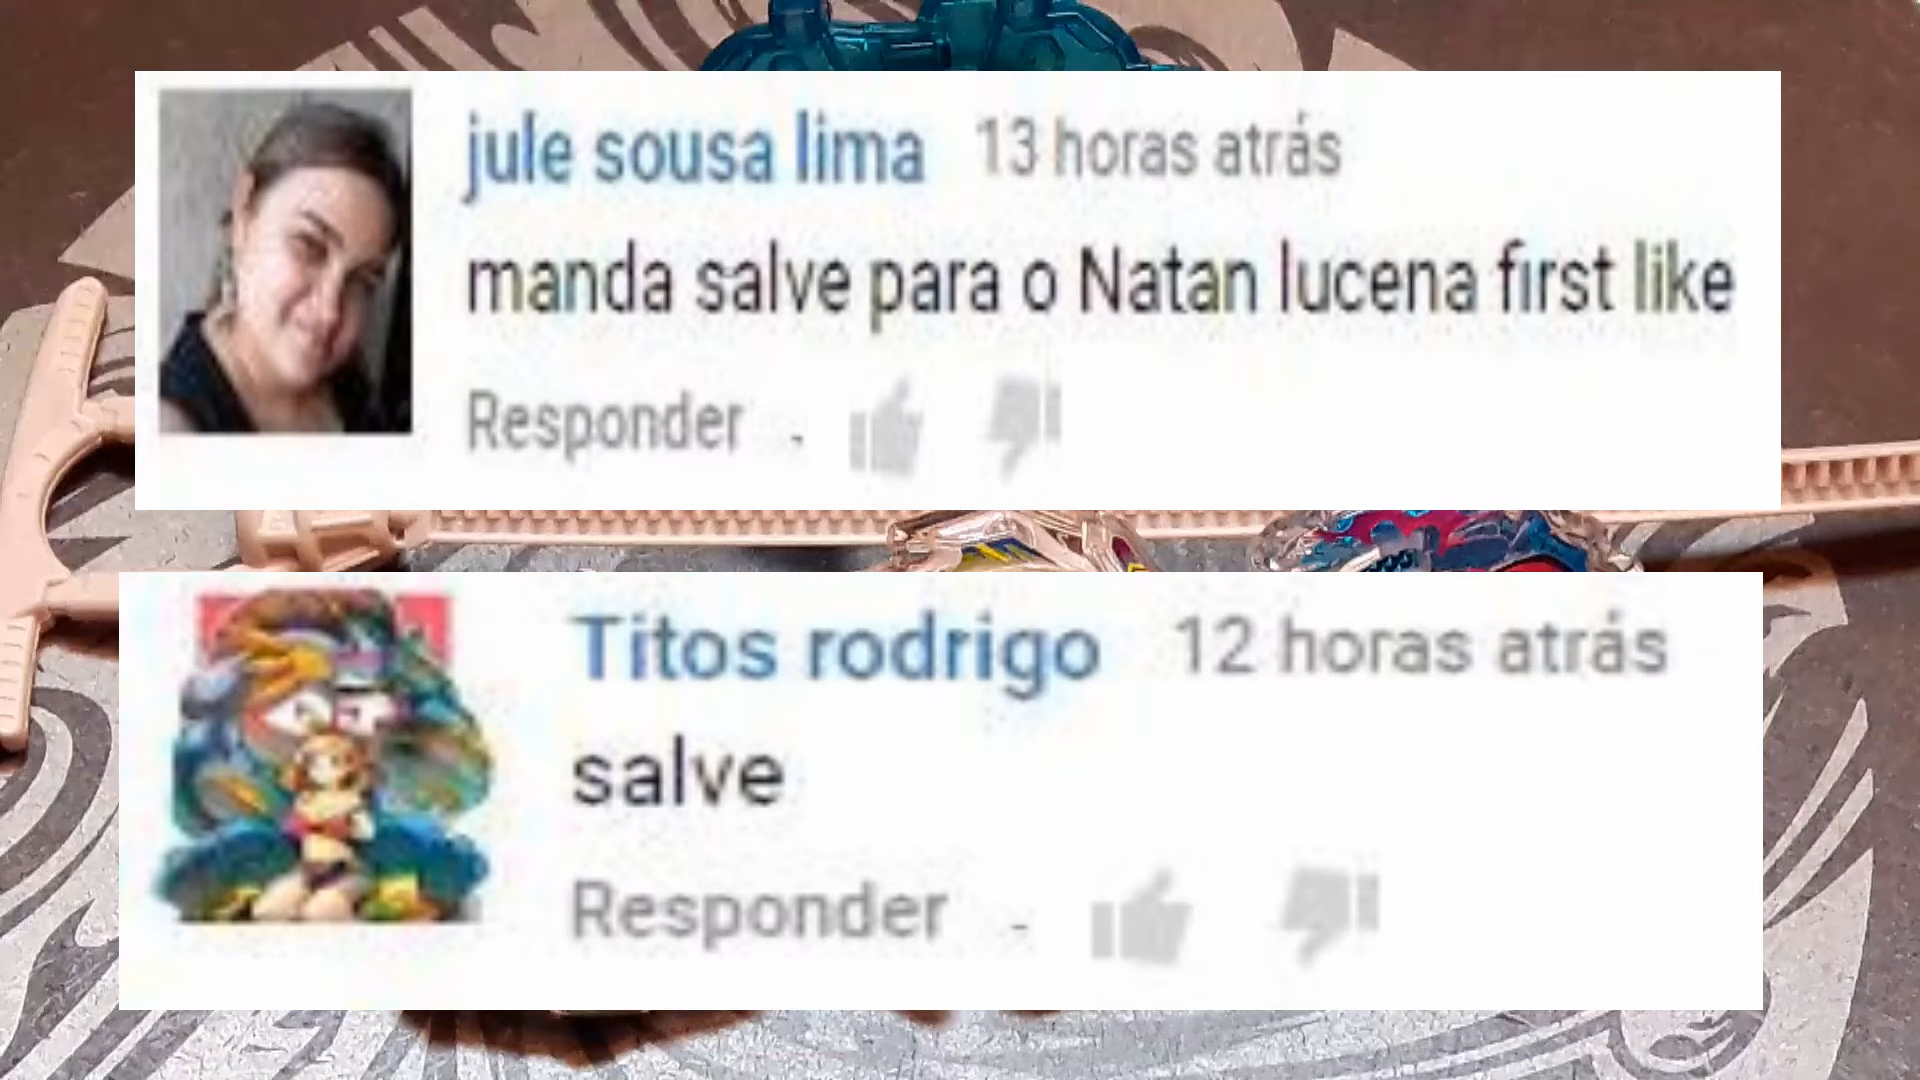 jule sousa lima 13 horas atrás
manda salve para o Natan lucena first like
Responder
Titos rodrigo 12 horas atrás
salve
Responder